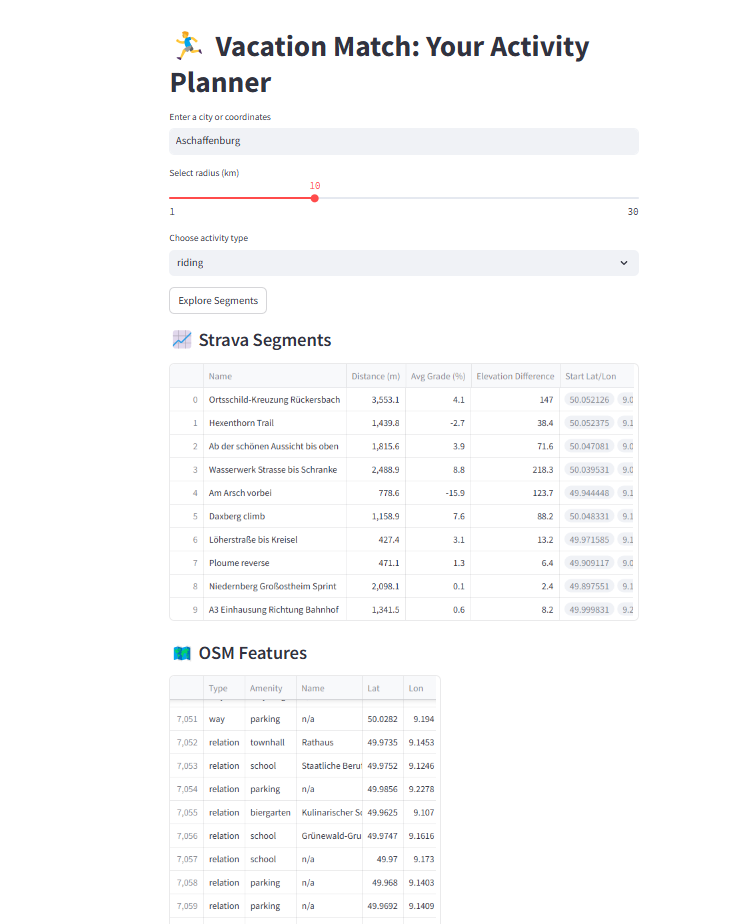 Vacation Match: Your Activity
Planner
Enter a city or coordinates
Aschaffenburg
Select radius (km)
10
1 30
Choose activity type
riding
Explore Segments
Strava Segments
Name Distance (m) Avg Grade (%) Elevation Difference Start Lat/Lon
0 Ortsschild-Kreuzung Rückersbach 3,553.1 4.1 147 50.052126 9.0
1 Hexenthorn Trail 1,439.8 -2.7 38.4 50.052375 9.1
2 Ab der schönen Aussicht bis oben 1,815.6 3.9 71.6 50.047081 9.0
3 Wasserwerk Strasse bis Schranke 2,488.9 8.8 218.3 50.039531 9.0
4 Am Arsch vorbei 778.6 -15.9 123.7 49.944448 9.1
5 Daxberg climb 1,158.9 7.6 88.2 50.048331 9.1
6 Löherstraße bis Kreisel 427.4 3.1 13.2 49.971585 9.1
7 Ploume reverse 471.1 1.3 6.4 49.909117 9.0
8 Niedernberg Großostheim Sprint 2,098.1 0.1 2.4 49.897551 9.1
9 A3 Einhausung Richtung Bahnhof 1,341.5 0.6 8.2 49.999831 9.2
OSM Features
Type Amenity Name Lat Lon
7,051 way parking n/a 50.0282 9.194
7,052 relation townhall Rathaus 49.9735 9.1453
7,053 relation school Staatliche Beru 49.9752 9.1246
7,054 relation parking n/a 49.9856 9.2278
7,055 relation biergarten Kulinarischer Sc 49.9625 9.107
7,056 relation school Grünewald-Gru 49.9747 9.1616
7,057 relation school n/a 49.97 9.173
7,058 relation parking n/a 49.968 9.1403
7,059 relation parking n/a 49.9692 9.1409